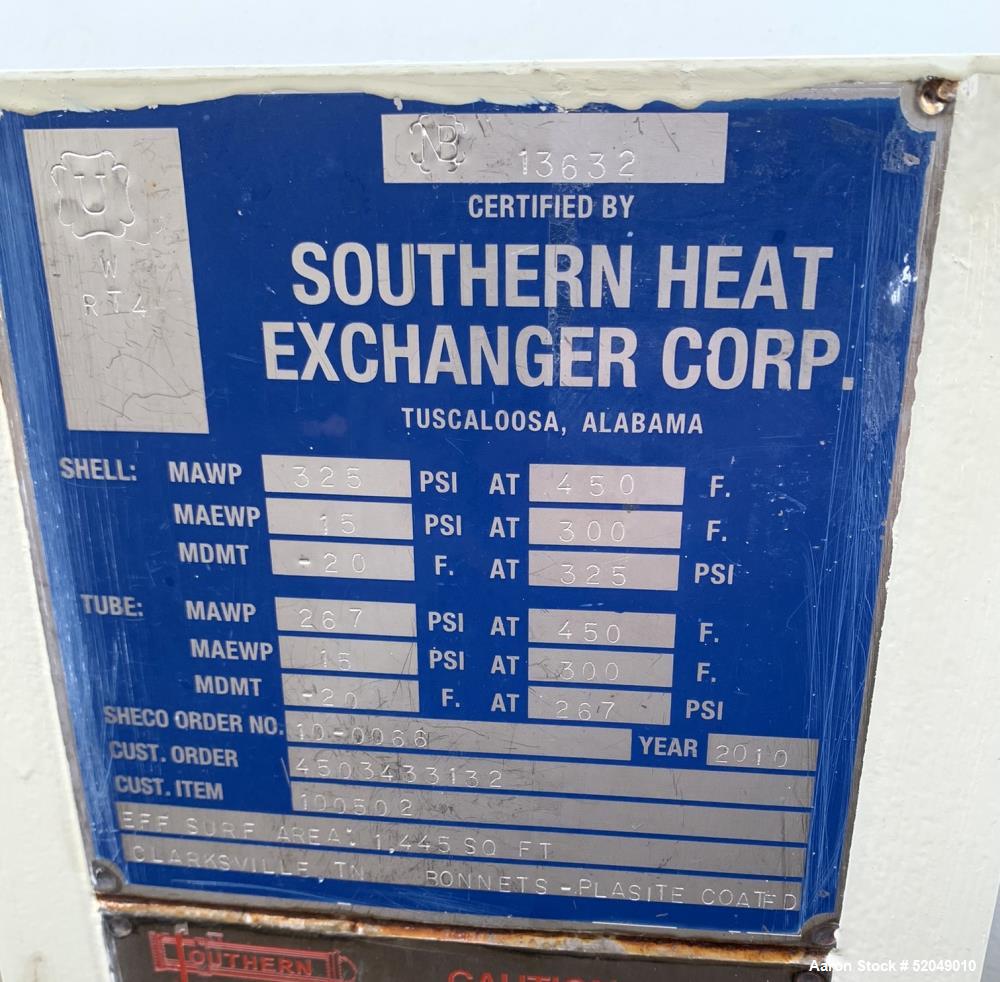 U
W
RT4
NB 13632
CERTIFIED BY
SOUTHERN HEAT
EXCHANGER CORP.
TUSCALOOSA, ALABAMA
SHELL: MAWP 325 PSI AT 450 F.
MAEWP 15 PSI AT 300 F.
MDMT -20 F. AT 325 PSI
TUBE: MAWP 267 PSI AT 450 F.
MAEWP 15 PSI AT 300 F.
MDMT -20 F. AT 267 PSI
SHECO ORDER NO. 10-0068 YEAR 2010
CUST. ORDER 4503433132
CUST. ITEM 100502
EFF SURF AREA: 1,445 SQ FT
CLARKSVILLE, TN BONNETS - PLASITE COATED
SOUTHERN
CAUTION
Aaron Stock # 52049010